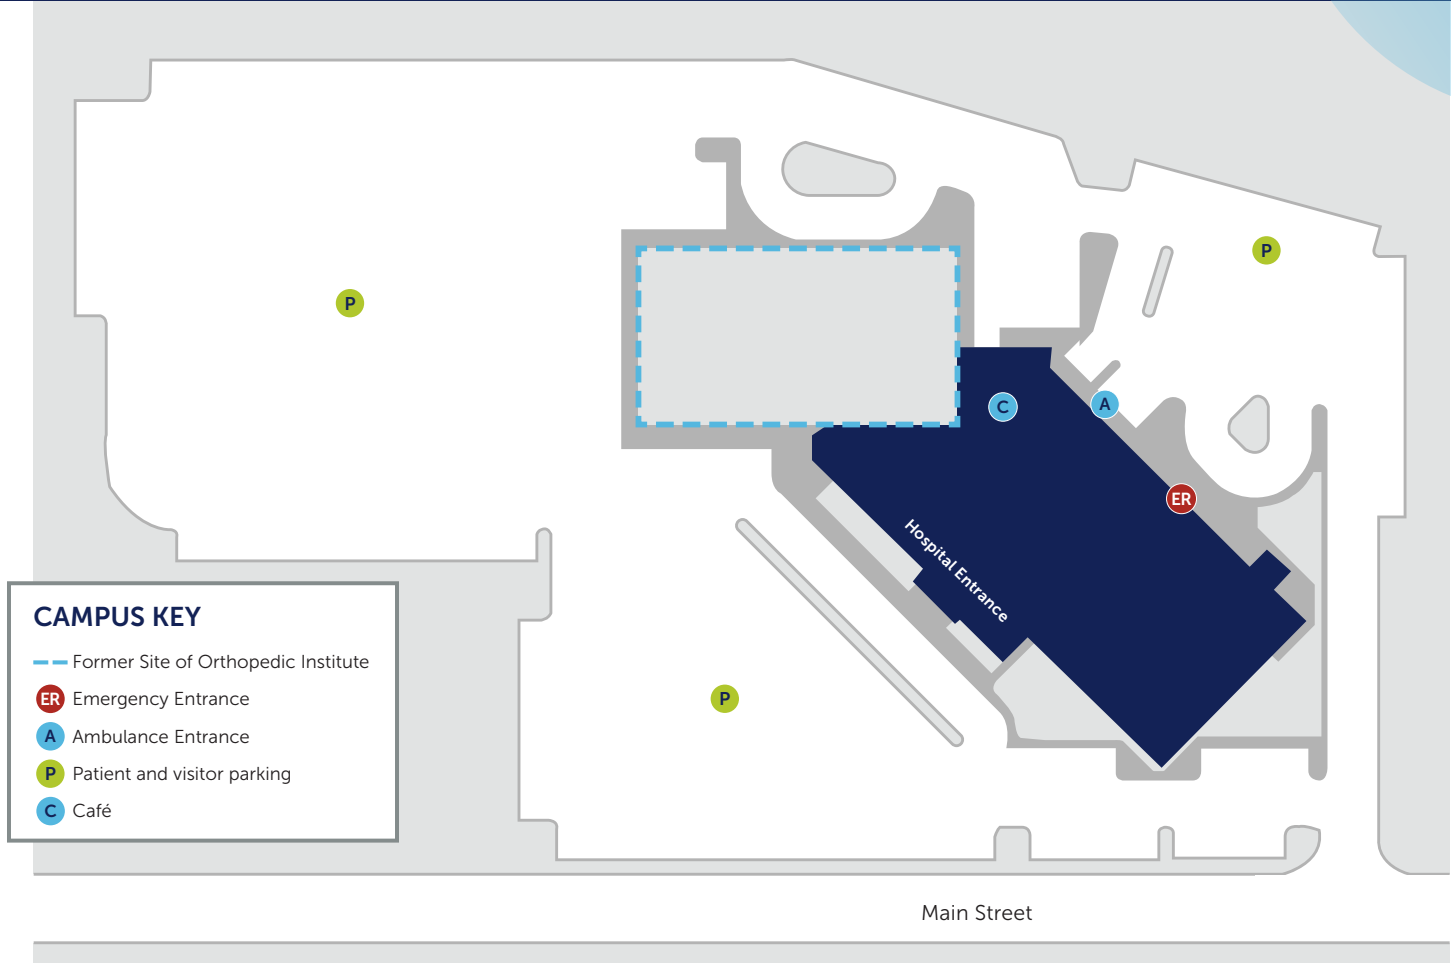 P
P
C
A
ER
Hospital Entrance
P
CAMPUS KEY
Former Site of Orthopedic Institute
ER Emergency Entrance
A Ambulance Entrance
P Patient and visitor parking
C Café
Main Street